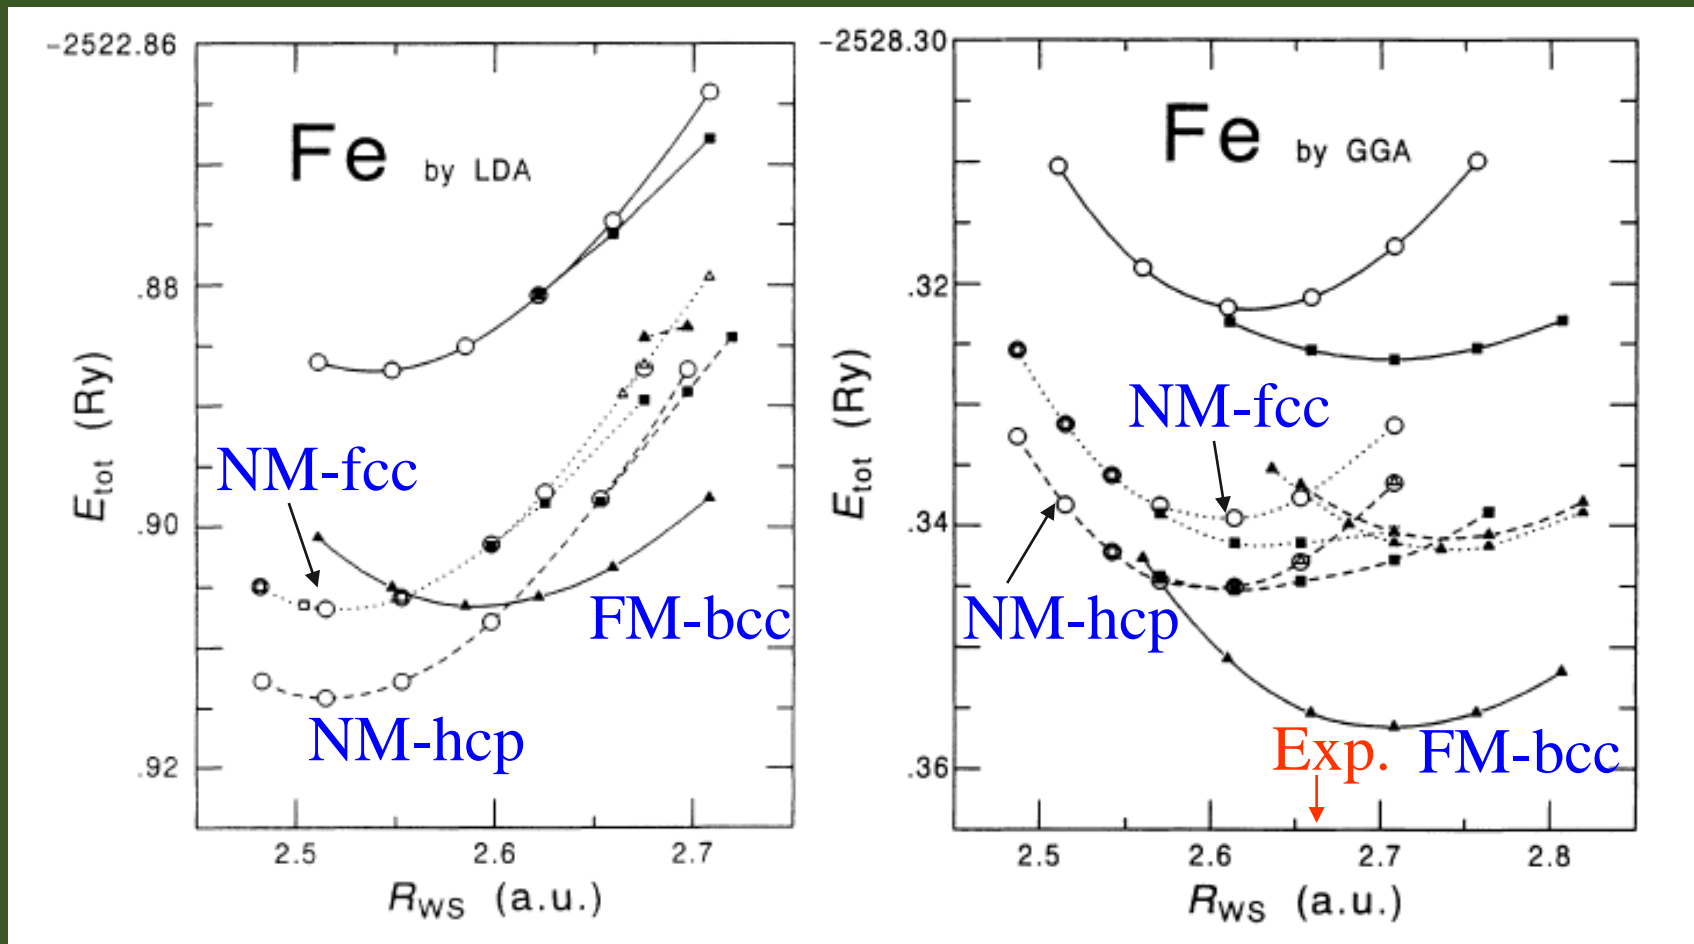 -2522.86
.88
.90
.92
E_tot (Ry)
Fe by LDA
NM-fcc
FM-bcc
NM-hcp
2.5 2.6 2.7
R_WS (a.u.)
-2528.30
.32
.34
.36
E_tot (Ry)
Fe by GGA
NM-fcc
NM-hcp
Exp. FM-bcc
2.5 2.6 2.7 2.8
R_WS (a.u.)